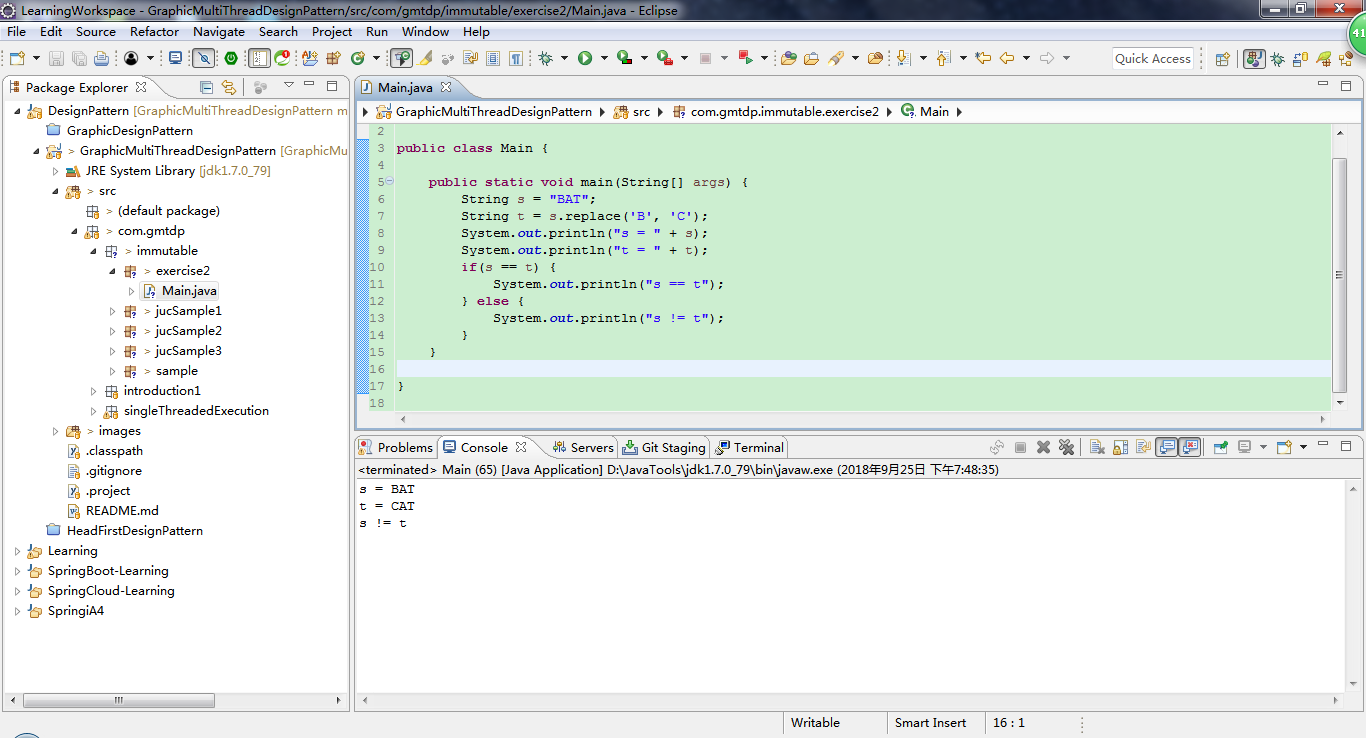 LearningWorkspace - GraphicMultiThreadDesignPattern/src/com/gmtdp/immutable/exercise2/Main.java - Eclipse
File Edit Source Refactor Navigate Search Project Run Window Help
41
Quick Access
Package Explorer
DesignPattern [GraphicMultiThreadDesignPattern m
GraphicDesignPattern
> GraphicMultiThreadDesignPattern [GraphicMu
JRE System Library [jdk1.7.0_79]
> src
> (default package)
> com.gmtdp
> immutable
> exercise2
Main.java
> jucSample1
> jucSample2
> jucSample3
> sample
introduction1
singleThreadedExecution
> images
.classpath
.gitignore
.project
README.md
HeadFirstDesignPattern
Learning
SpringBoot-Learning
SpringCloud-Learning
SpringiA4
Main.java
GraphicMultiThreadDesignPattern src com.gmtdp.immutable.exercise2 Main
2
3 public class Main {
4
5 public static void main(String[] args) {
6 String s = "BAT";
7 String t = s.replace('B', 'C');
8 System.out.println("s = " + s);
9 System.out.println("t = " + t);
10 if(s == t) {
11 System.out.println("s == t");
12 } else {
13 System.out.println("s != t");
14 }
15 }
16
17 }
18
Problems Console Servers Git Staging Terminal
<terminated> Main (65) [Java Application] D:\JavaTools\jdk1.7.0_79\bin\javaw.exe (2018年9月25日 下午7:48:35)
s = BAT
t = CAT
s != t
Writable Smart Insert 16 : 1